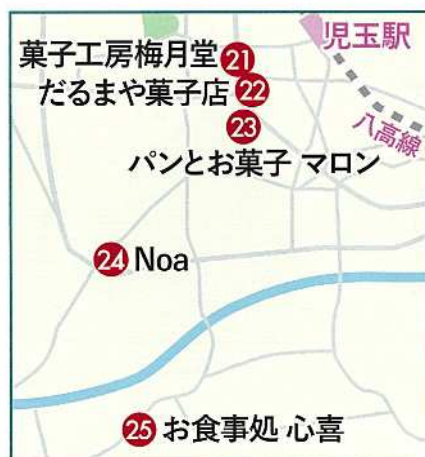 児玉駅
八高線
菓子工房梅月堂 21
だるまや菓子店 22
23
パンとお菓子 マロン
24 Noa
25 お食事処 心喜